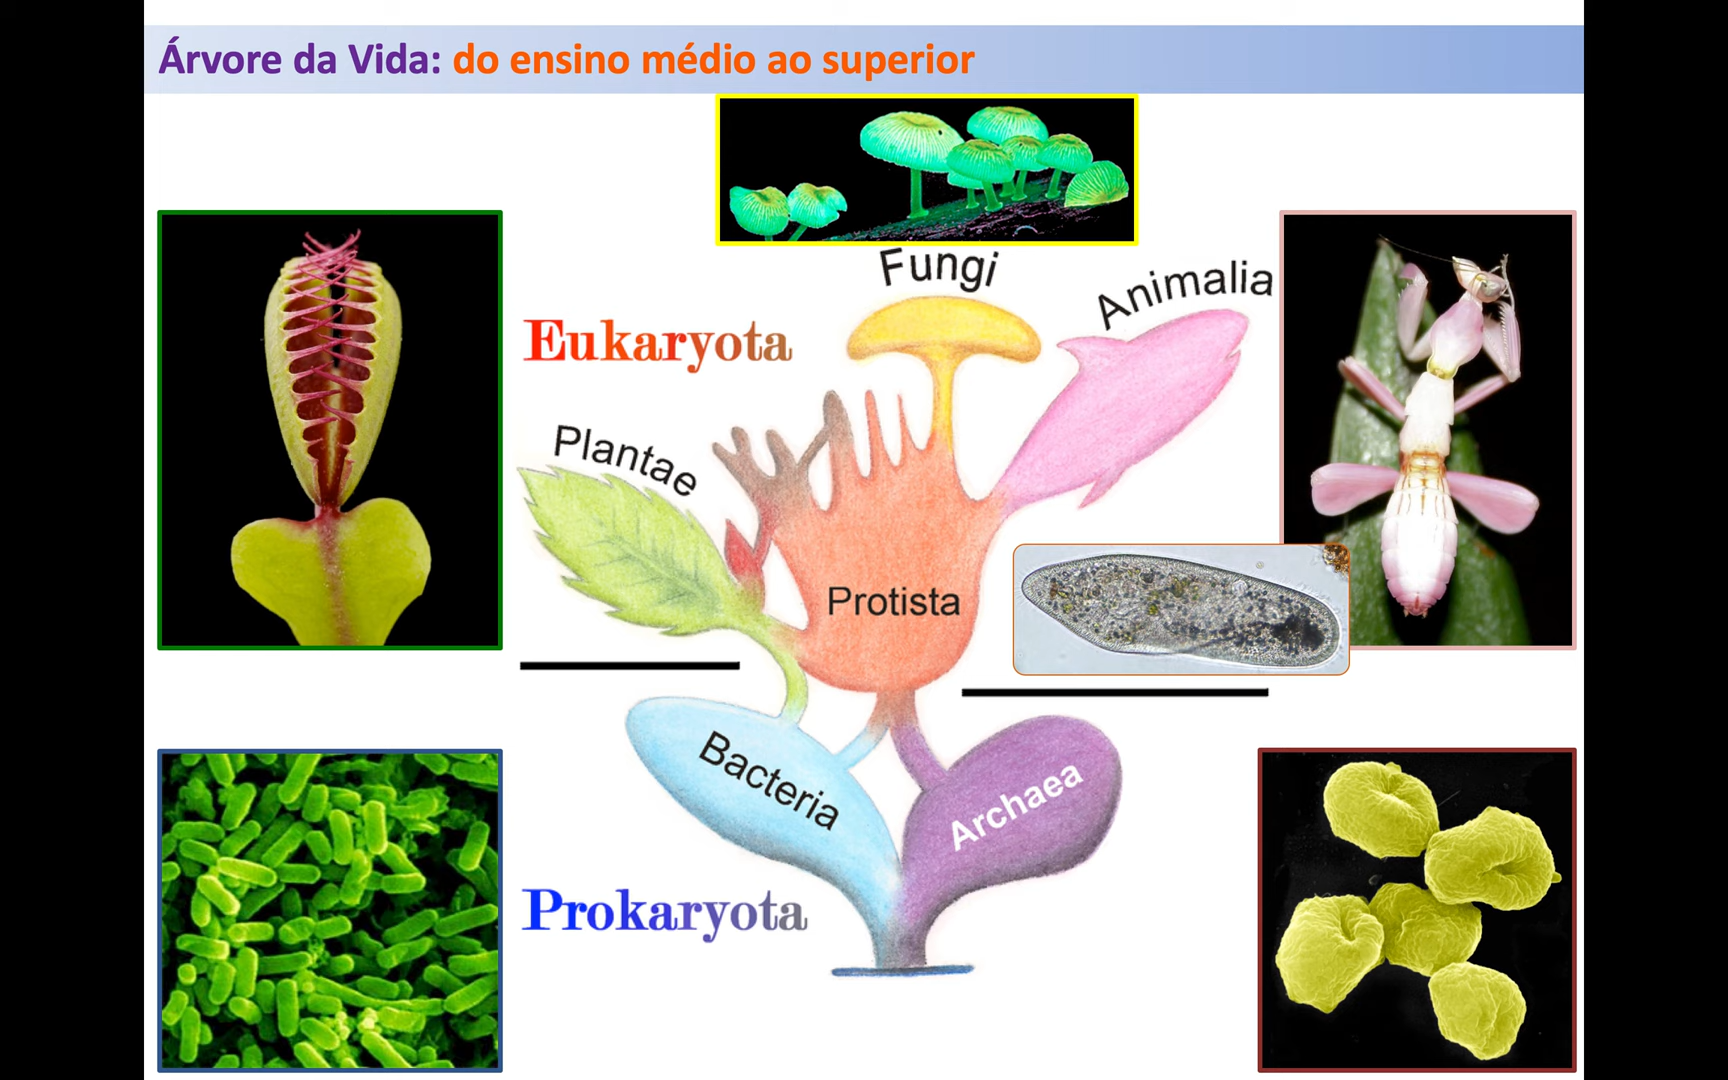 Árvore da Vida: do ensino médio ao superior
Fungi
Animalia
Eukaryota
Plantae
Protista
Bacteria
Archaea
Prokaryota